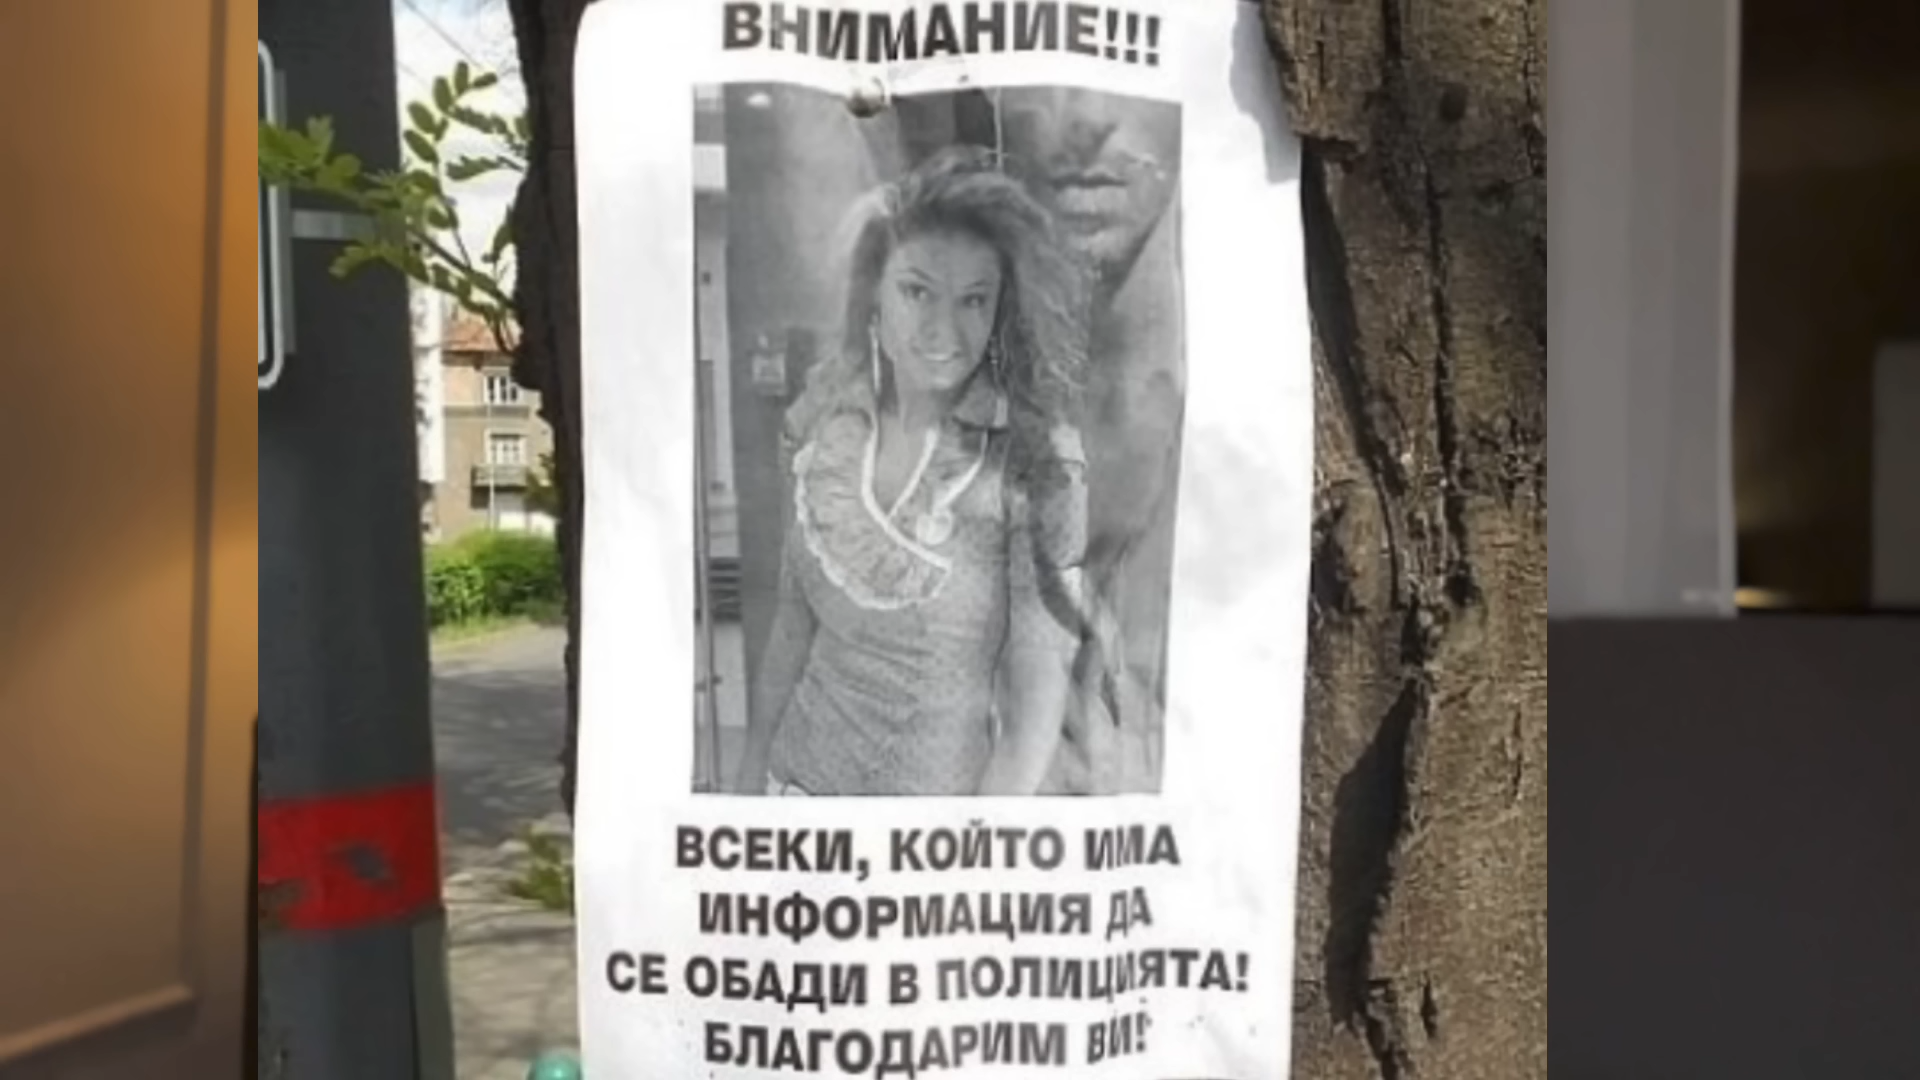 ВНИМАНИЕ!!!
ВСЕКИ, КОЙТО ИМА
ИНФОРМАЦИЯ ДА
СЕ ОБАДИ В ПОЛИЦИЯТА!
БЛАГОДАРИМ ВИ!